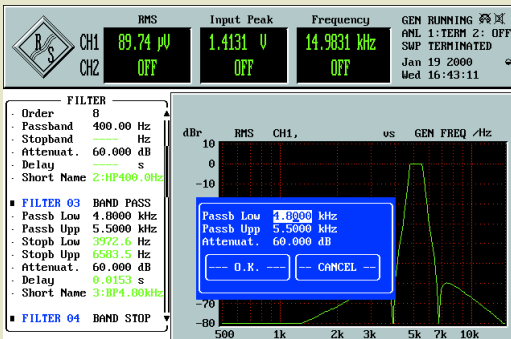 RMS Input Peak Frequency
GEN RUNNING
R S CH1 89.74 µV 1.4131 V 14.9831 kHz
ANL 1:TERM 2: OFF
SWP TERMINATED
CH2 OFF OFF OFF
Jan 19 2000
Wed 16:43:11
FILTER
Order 8
Passband 400.00 Hz
Stopband ---- Hz
Attenuat. 60.000 dB
Delay ---- s
Short Name 2:HP400.0Hz
FILTER 03 BAND PASS
Passb Low 4.8000 kHz
Passb Upp 5.5000 kHz
Stopb Low 3972.6 Hz
Stopb Upp 6583.5 Hz
Attenuat. 60.000 dB
Delay 0.0153 s
Short Name 3:BP4.80kHz
FILTER 04 BAND STOP
dBr RMS CH1, vs GEN FREQ /Hz
10
0
-10
Passb Low 4.8000 kHz
Passb Upp 5.5000 kHz
Attenuat. 60.000 dB
--- O.K. --- -- CANCEL --
-70
-80
500 1k 2k 3k 5k 7k 10k